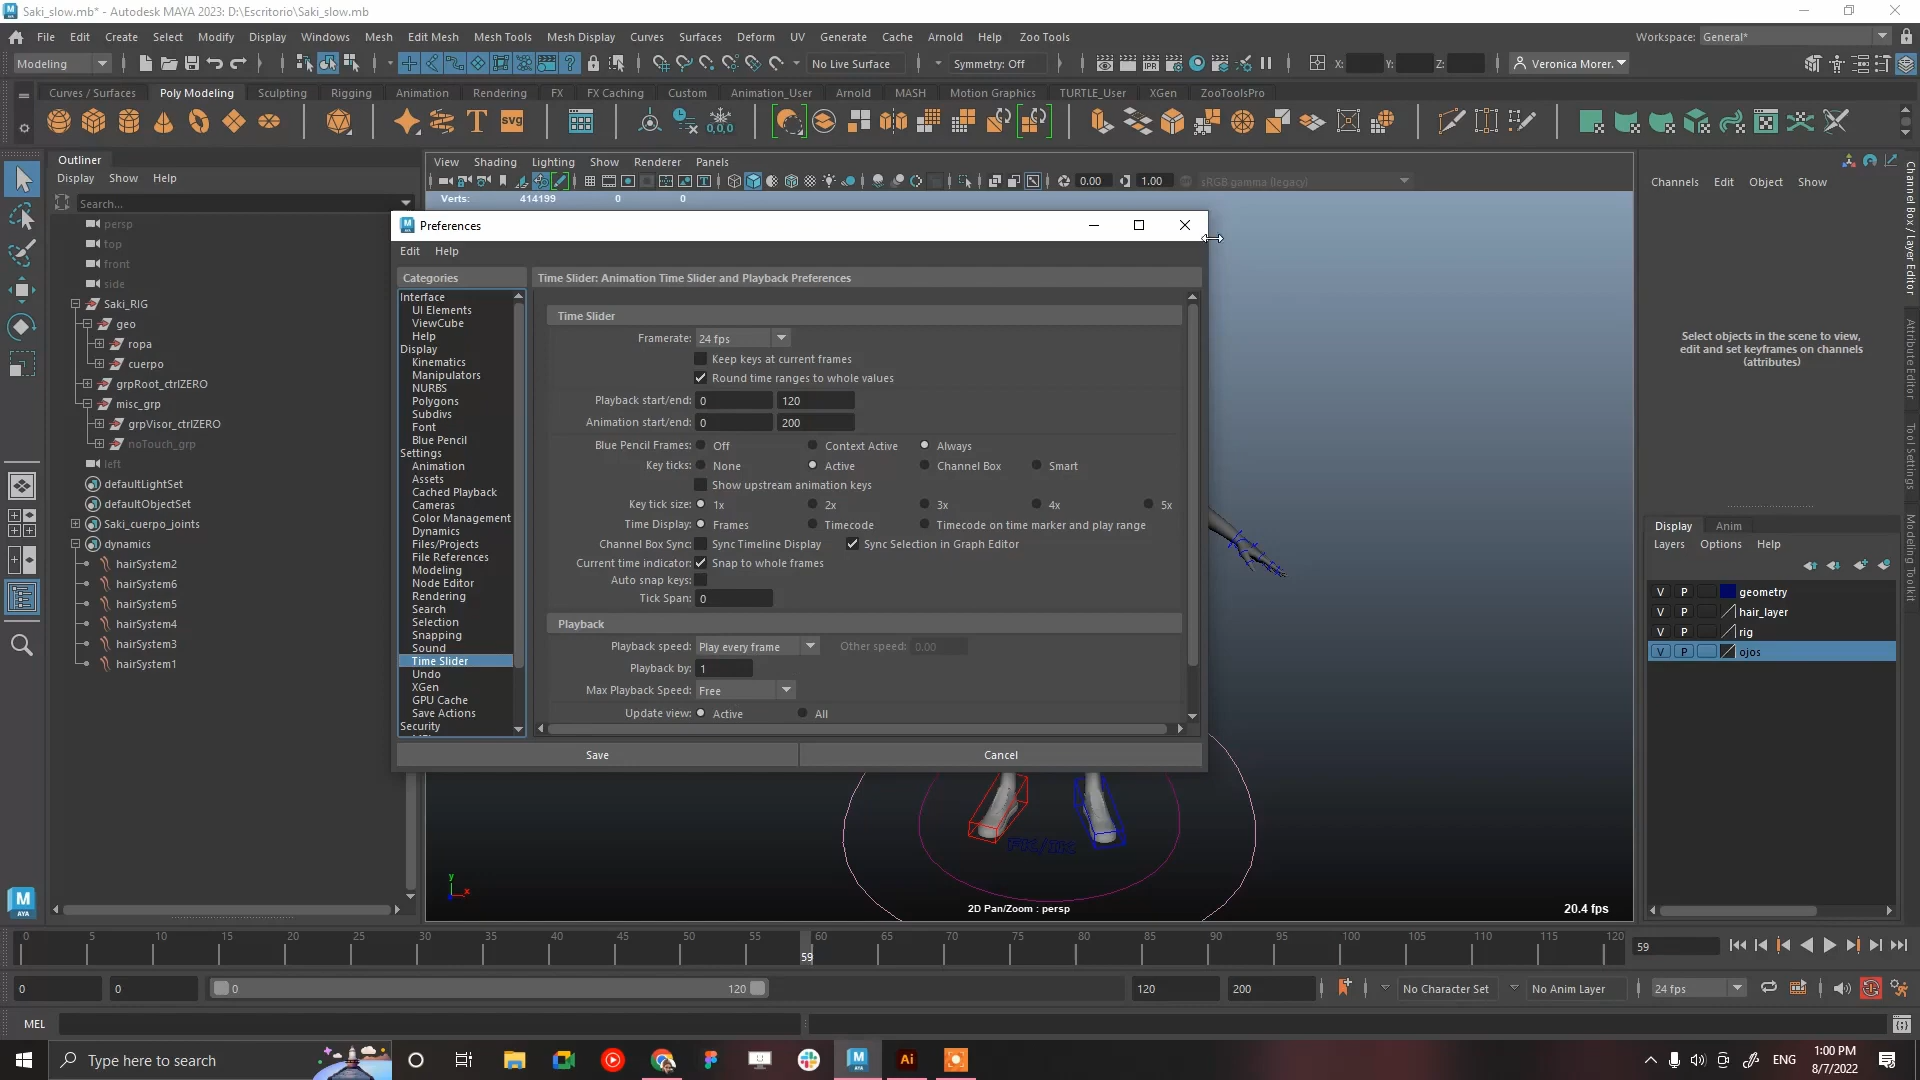 Saki_slow.mb* - Autodesk MAYA 2023: D:\Escritorio\Saki_slow.mb
File Edit Create Select Modify Display Windows Mesh Edit Mesh Mesh Tools Mesh Display Curves Surfaces Deform UV Generate Cache Arnold Help Zoo Tools
Workspace: General*
Modeling
No Live Surface
Symmetry: Off
X: Y: Z:
Veronica Morer.
Curves / Surfaces Poly Modeling Sculpting Rigging Animation Rendering FX FX Caching Custom Animation_User Arnold MASH Motion Graphics TURTLE_User XGen ZooToolsPro
T SVG 0,0,0
Outliner
Display Show Help
Search...
persp
top
front
side
Saki_RIG
geo
ropa
cuerpo
grpRoot_ctrlZERO
misc_grp
grpVisor_ctrlZERO
noTouch_grp
left
defaultLightSet
defaultObjectSet
Saki_cuerpo_joints
dynamics
hairSystem2
hairSystem6
hairSystem5
hairSystem4
hairSystem3
hairSystem1
View Shading Lighting Show Renderer Panels
0.00 1.00 sRGB gamma (legacy)
Verts: 414199 0 0
Preferences
Edit Help
Categories
Interface
UI Elements
ViewCube
Help
Display
Kinematics
Manipulators
NURBS
Polygons
Subdivs
Font
Blue Pencil
Settings
Animation
Assets
Cached Playback
Cameras
Color Management
Dynamics
Files/Projects
File References
Modeling
Node Editor
Rendering
Search
Selection
Snapping
Sound
Time Slider
Undo
XGen
GPU Cache
Save Actions
Security
Time Slider: Animation Time Slider and Playback Preferences
Time Slider
Framerate: 24 fps
Keep keys at current frames
Round time ranges to whole values
Playback start/end: 0 120
Animation start/end: 0 200
Blue Pencil Frames: Off Context Active Always
Key ticks: None Active Channel Box Smart
Show upstream animation keys
Key tick size: 1x 2x 3x 4x 5x
Time Display: Frames Timecode Timecode on time marker and play range
Channel Box Sync: Sync Timeline Display Sync Selection in Graph Editor
Current time indicator: Snap to whole frames
Auto snap keys:
Tick Span: 0
Playback
Playback speed: Play every frame Other speed: 0.00
Playback by: 1
Max Playback Speed: Free
Update view: Active All
Save Cancel
2D Pan/Zoom : persp
20.4 fps
y
x
Channels Edit Object Show
Select objects in the scene to view,
edit and set keyframes on channels
(attributes)
Channel Box / Layer Editor
Attribute Editor
Tool Settings
Modeling Toolkit
Display Anim
Layers Options Help
V P geometry
V P hair_layer
V P rig
V P ojos
M
AYA
0 5 10 15 20 25 30 35 40 45 50 55 60 65 70 75 80 85 90 95 100 105 110 115 120
59
59
0 0 0 120 120 200 No Character Set No Anim Layer 24 fps
MEL
Type here to search
ENG
1:00 PM
8/7/2022